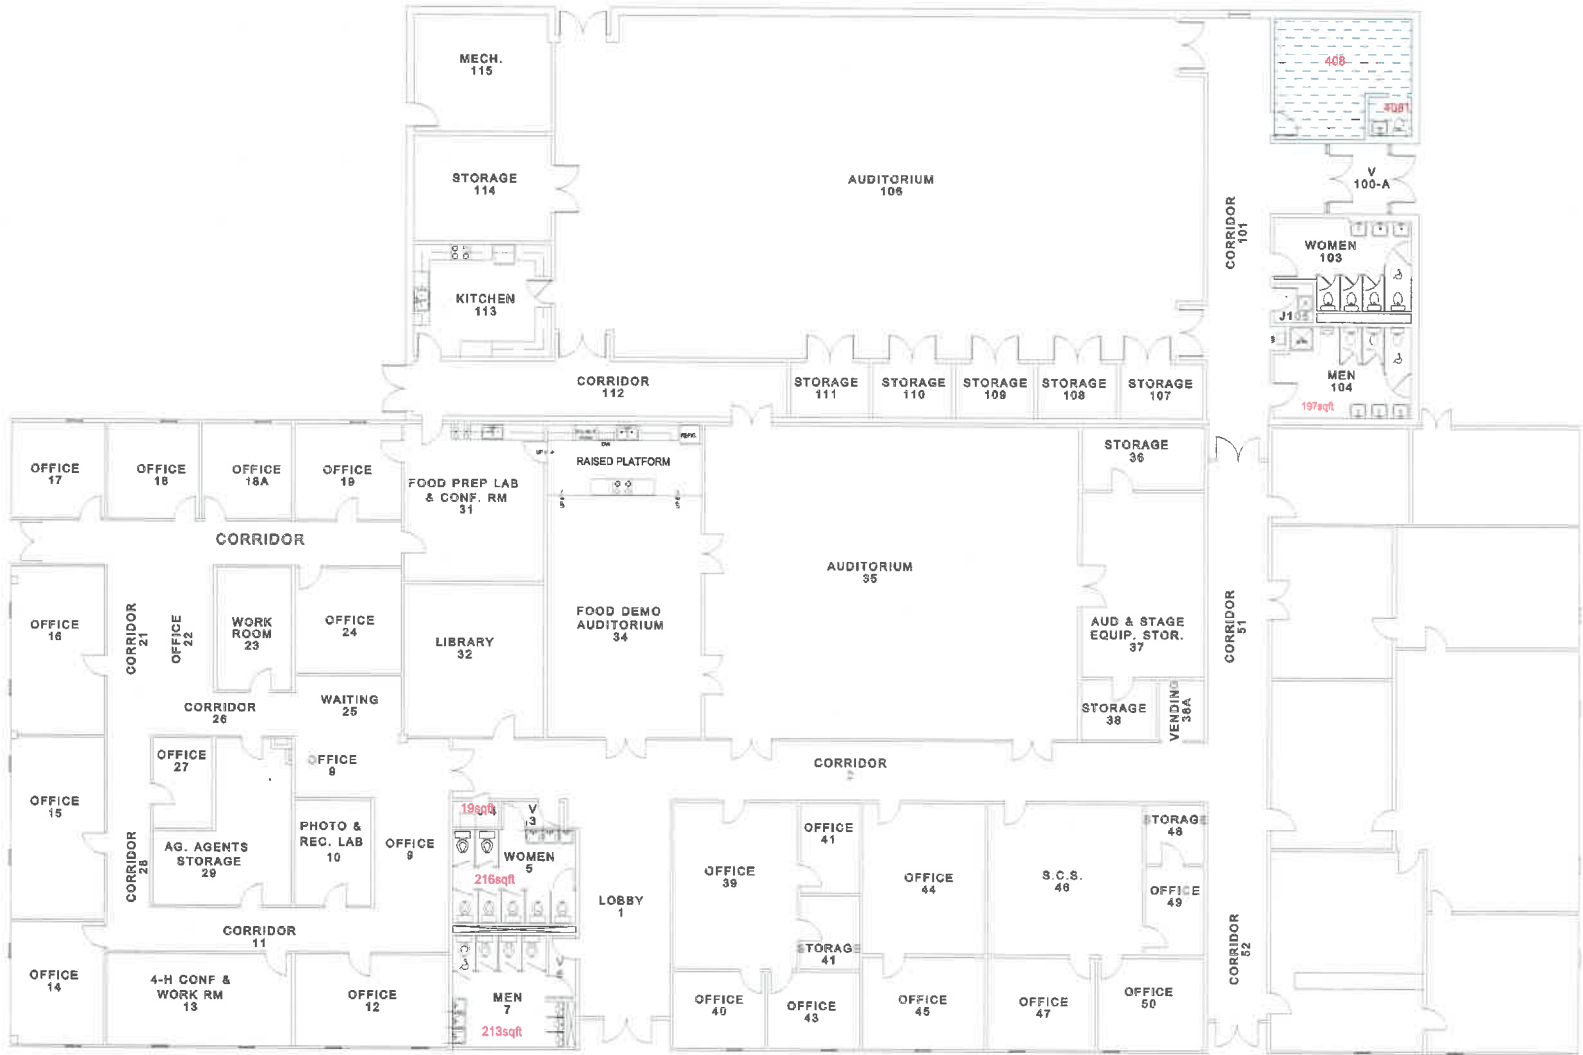 MECH.
115
408
4081
STORAGE
114
AUDITORIUM
106
V
100-A
CORRIDOR
101
WOMEN
103
KITCHEN
113
MEN
104
197sqft
CORRIDOR
112
STORAGE
111
STORAGE
110
STORAGE
109
STORAGE
108
STORAGE
107
OFFICE
17
OFFICE
18
OFFICE
18A
OFFICE
19
FOOD PREP LAB
& CONF. RM
31
RAISED PLATFORM
REFRG.
STORAGE
36
CORRIDOR
AUDITORIUM
35
OFFICE
16
CORRIDOR
21
OFFICE
22
WORK
ROOM
23
OFFICE
24
LIBRARY
32
FOOD DEMO
AUDITORIUM
34
AUD & STAGE
EQUIP. STOR.
37
CORRIDOR
51
CORRIDOR
26
WAITING
25
STORAGE
38
VENDING
38A
OFFICE
27
OFFICE
9
CORRIDOR
2
OFFICE
15
CORRIDOR
28
AG. AGENTS
STORAGE
29
PHOTO &
REC. LAB
10
OFFICE
9
19sqft
V
3
WOMEN
5
216sqft
LOBBY
1
OFFICE
39
OFFICE
41
OFFICE
44
S.C.S.
46
STORAGE
48
OFFICE
49
CORRIDOR
11
STORAGE
41
CORRIDOR
52
OFFICE
14
4-H CONF &
WORK RM
13
OFFICE
12
MEN
7
213sqft
OFFICE
40
OFFICE
43
OFFICE
45
OFFICE
47
OFFICE
50